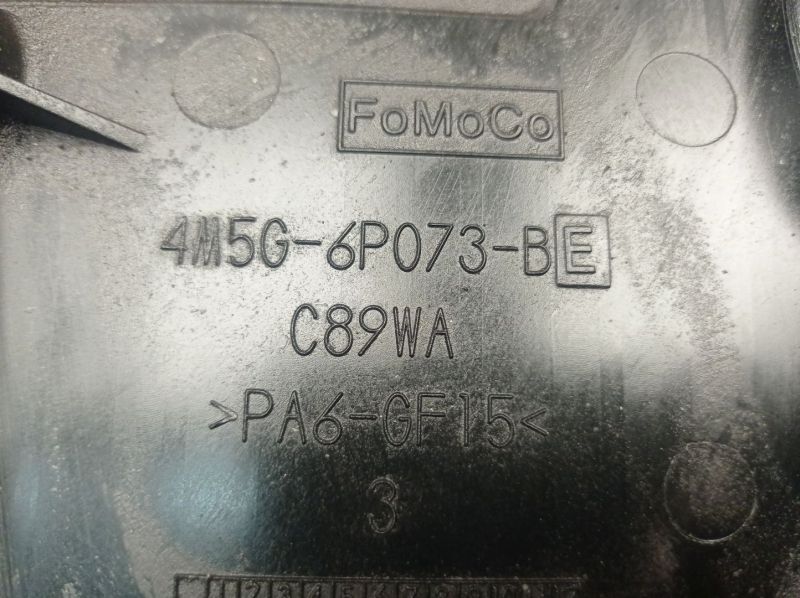 FoMoCo
4M5G-6P073-BE
C89WA
>PA6-GF15<
3